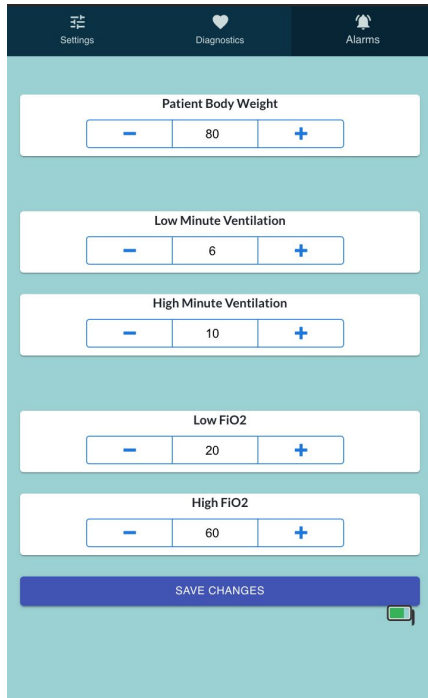 Settings
Diagnostics
Alarms
Patient Body Weight
− 80 +
Low Minute Ventilation
− 6 +
High Minute Ventilation
− 10 +
Low FiO2
− 20 +
High FiO2
− 60 +
SAVE CHANGES